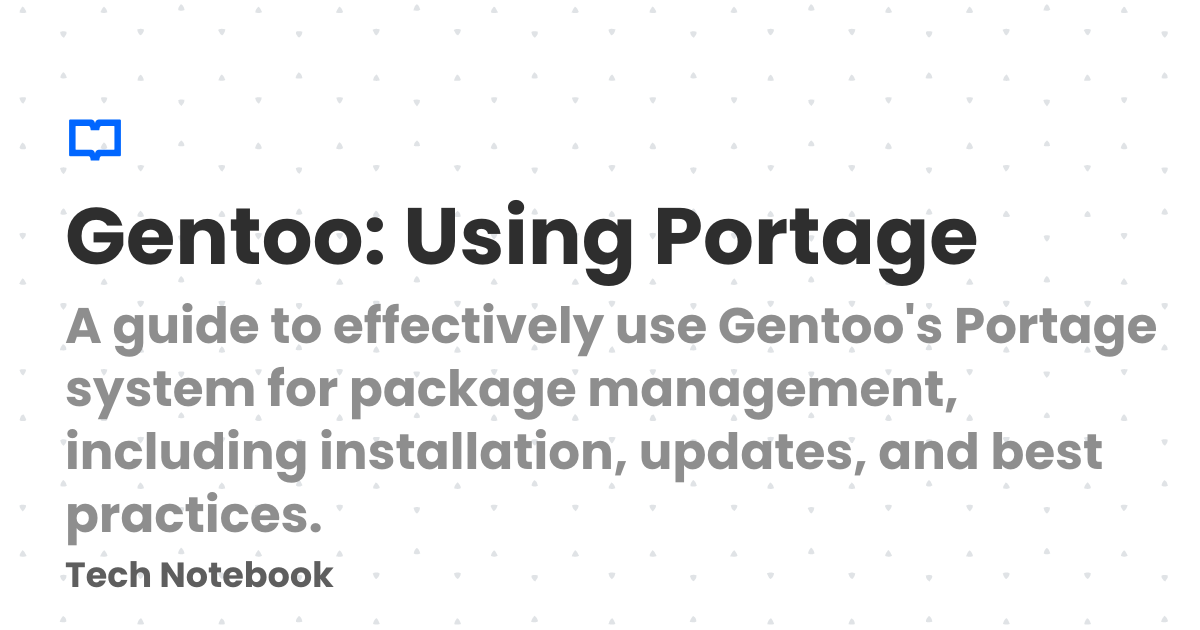 Gentoo: Using Portage
A guide to effectively use Gentoo's Portage
system for package management,
including installation, updates, and best
practices.
Tech Notebook